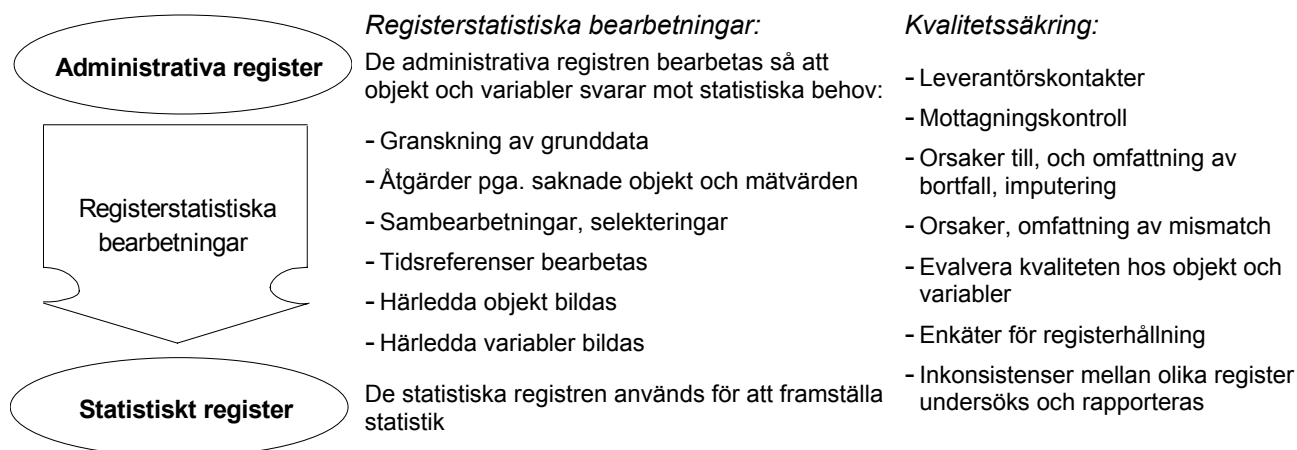 Administrativa register
Registerstatistiska
bearbetningar
Statistiskt register
Registerstatistiska bearbetningar:
De administrativa registren bearbetas så att
objekt och variabler svarar mot statistiska behov:
- Granskning av grunddata
- Åtgärder pga. saknade objekt och mätvärden
- Sambearbetningar, selekteringar
- Tidsreferenser bearbetas
- Härledda objekt bildas
- Härledda variabler bildas
De statistiska registren används för att framställa
statistik
Kvalitetssäkring:
- Leverantörskontakter
- Mottagningskontroll
- Orsaker till, och omfattning av
bortfall, imputering
- Orsaker, omfattning av mismatch
- Evalvera kvaliteten hos objekt och
variabler
- Enkäter för registerhållning
- Inkonsistenser mellan olika register
undersöks och rapporteras